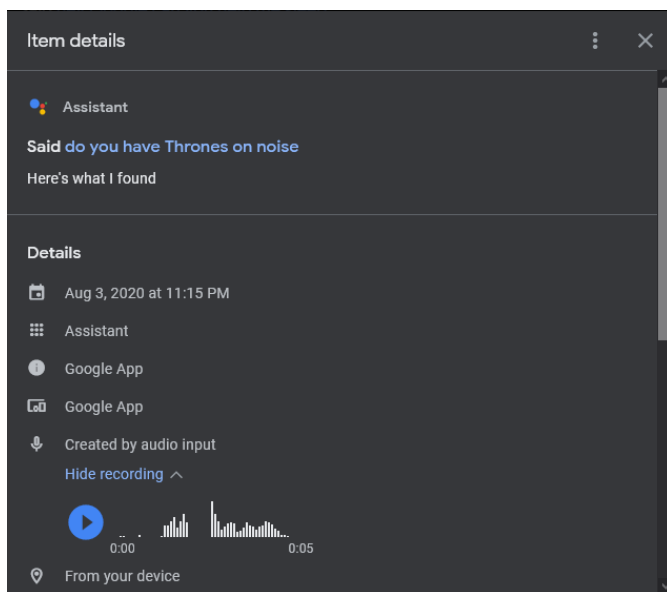 Item details
Assistant
Said do you have Thrones on noise
Here's what I found
Details
Aug 3, 2020 at 11:15 PM
Assistant
Google App
Google App
Created by audio input
Hide recording
0:00 0:05
From your device